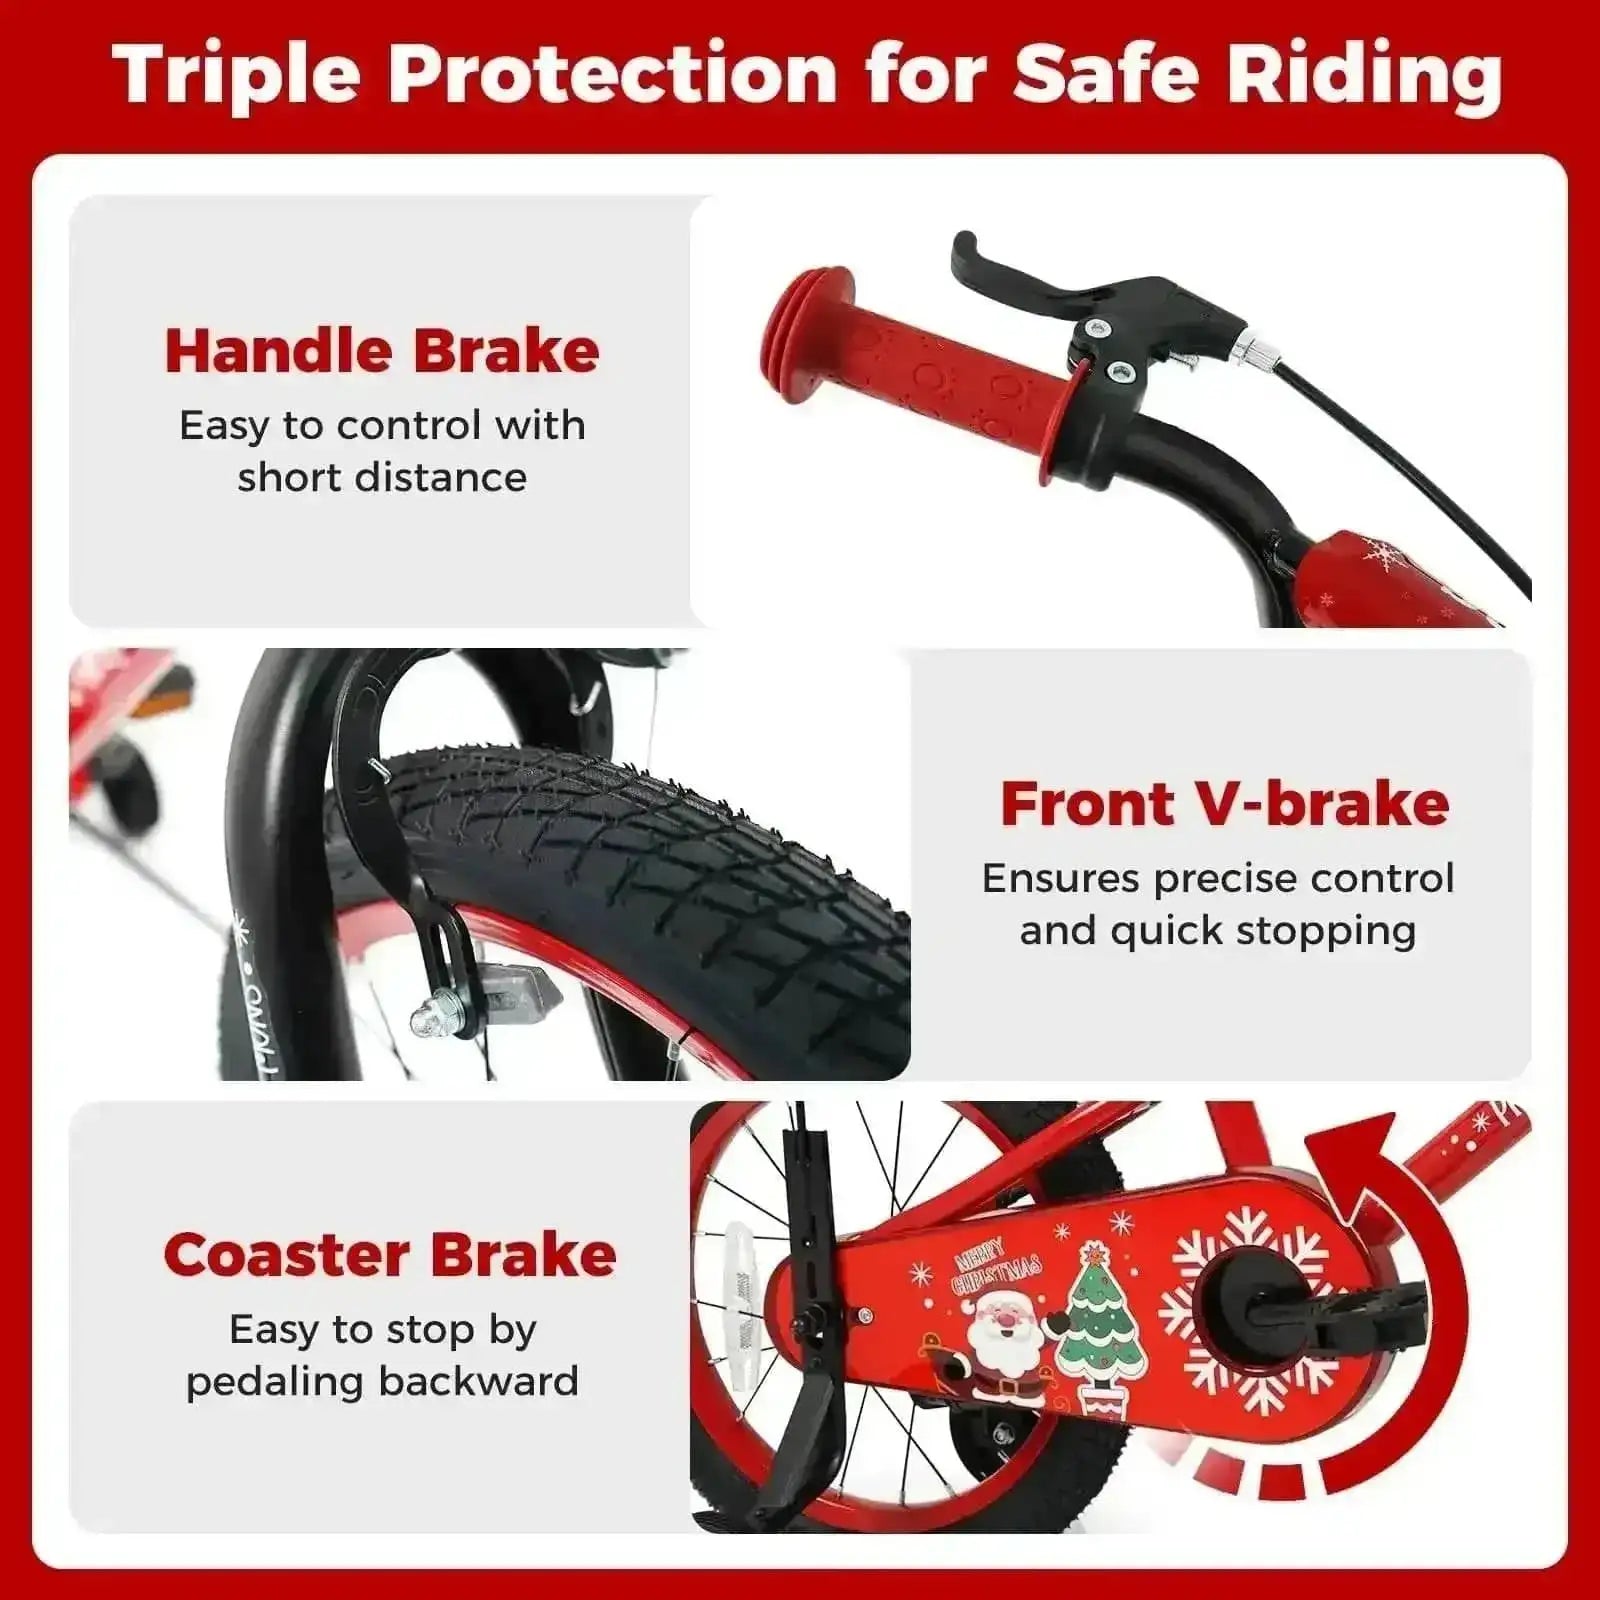 Triple Protection for Safe Riding
Handle Brake
Easy to control with
short distance
Front V-brake
Ensures precise control
and quick stopping
Coaster Brake
Easy to stop by
pedaling backward
MERRY
CHRISTMAS